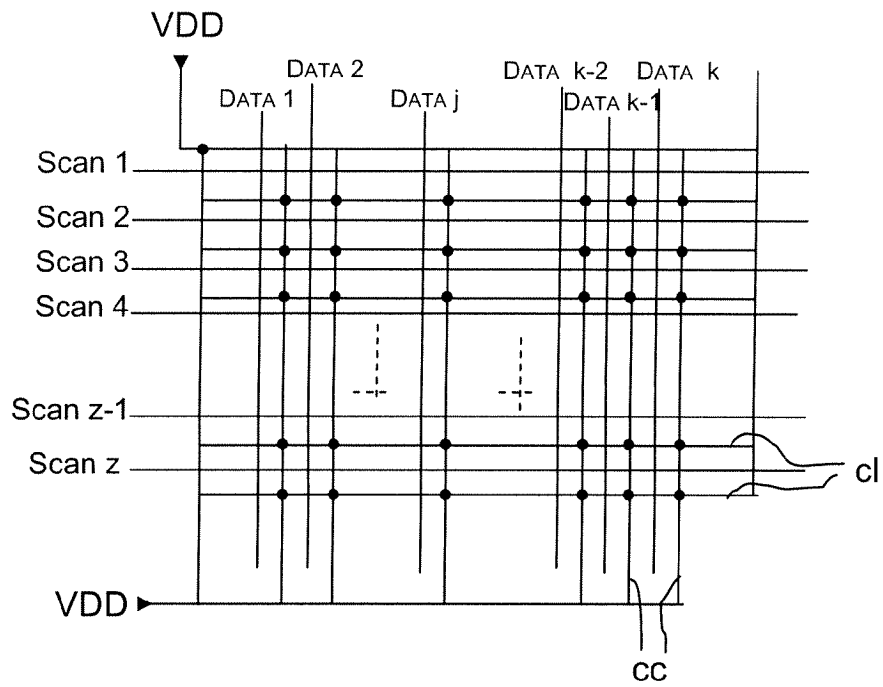 VDD
DATA 2
DATA k-2
DATA k
DATA 1
DATA j
DATA k-1
Scan 1
Scan 2
Scan 3
Scan 4
Scan z-1
Scan z
cl
VDD
cc